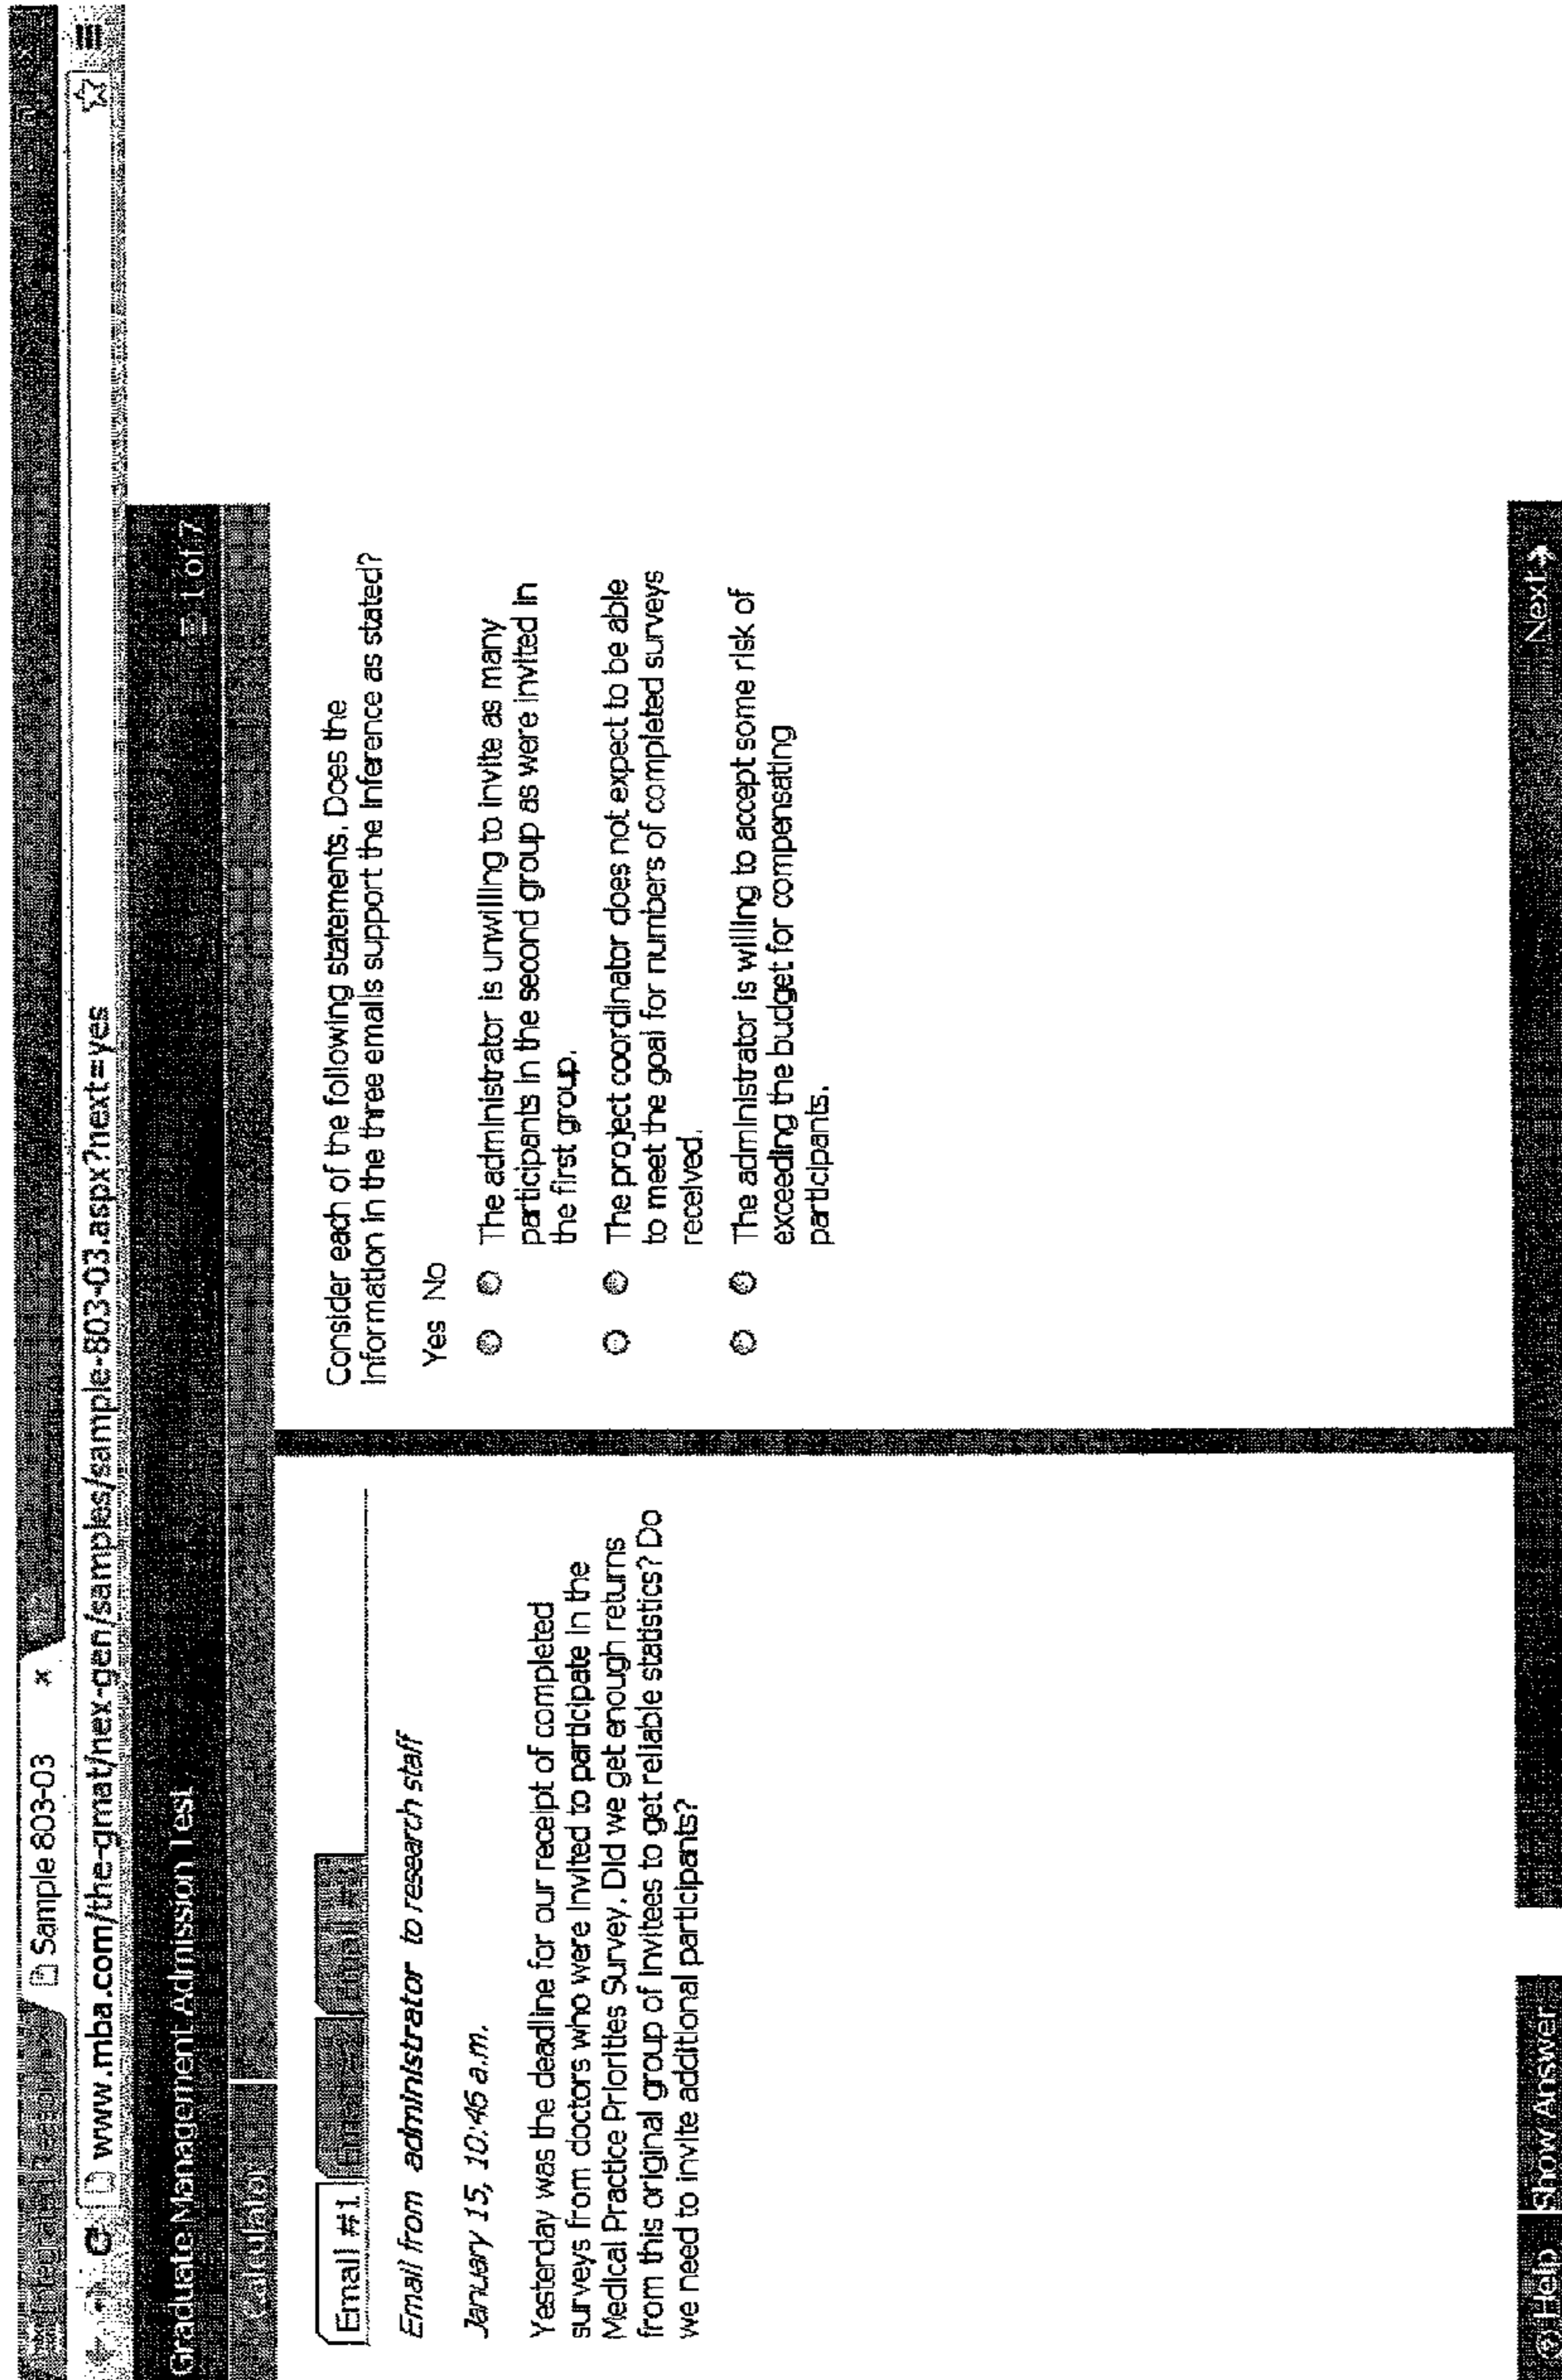 Sample 803-03 x
www.mba.com/the-gmat/nex-gen/samples/sample-803-03.aspx?next=yes
Graduate Management Admission Test
1 of 7
Calculator
Email #1
Email #2
Email #3
Email from administrator to research staff
January 15, 10:46 a.m.
Yesterday was the deadline for our receipt of completed
surveys from doctors who were invited to participate in the
Medical Practice Priorities Survey. Did we get enough returns
from this original group of invitees to get reliable statistics? Do
we need to invite additional participants?
Consider each of the following statements. Does the
information in the three emails support the inference as stated?
Yes No
The administrator is unwilling to invite as many
participants in the second group as were invited in
the first group.
The project coordinator does not expect to be able
to meet the goal for numbers of completed surveys
received.
The administrator is willing to accept some risk of
exceeding the budget for compensating
participants.
Help
Show Answer
Next